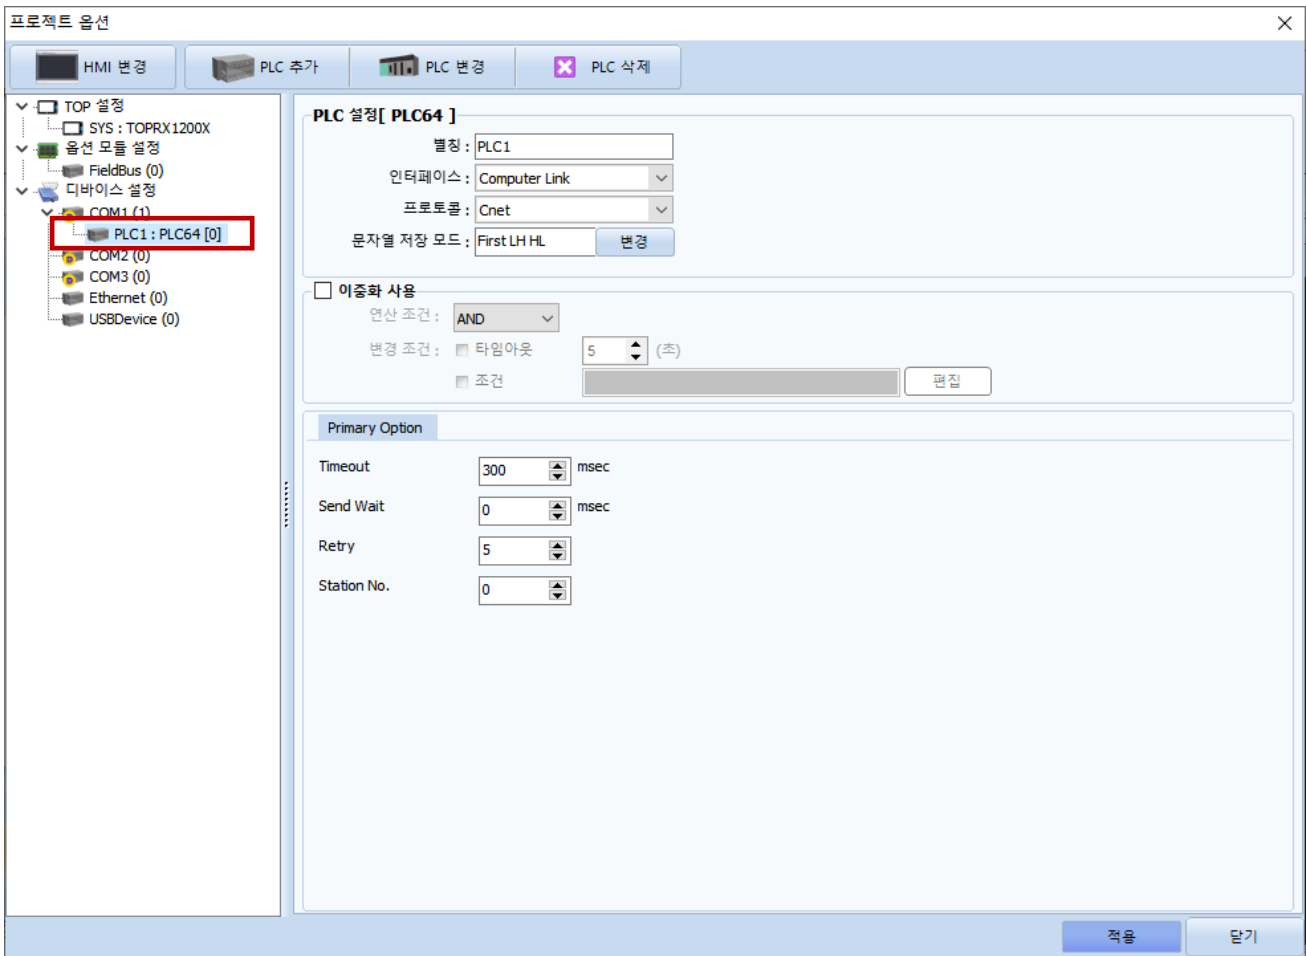 프로젝트 옵션
HMI 변경
PLC 추가
PLC 변경
PLC 삭제
TOP 설정
SYS : TOPRX1200X
옵션 모듈 설정
FieldBus (0)
디바이스 설정
COM1 (1)
PLC1 : PLC64 [0]
COM2 (0)
COM3 (0)
Ethernet (0)
USBDevice (0)
PLC 설정[ PLC64 ]
별칭 : PLC1
인터페이스 : Computer Link
프로토콜 : Cnet
문자열 저장 모드 : First LH HL 변경
이중화 사용
연산 조건 : AND
변경 조건 : 타임아웃 5 (초)
조건 편집
Primary Option
Timeout 300 msec
Send Wait 0 msec
Retry 5
Station No. 0
적용 닫기